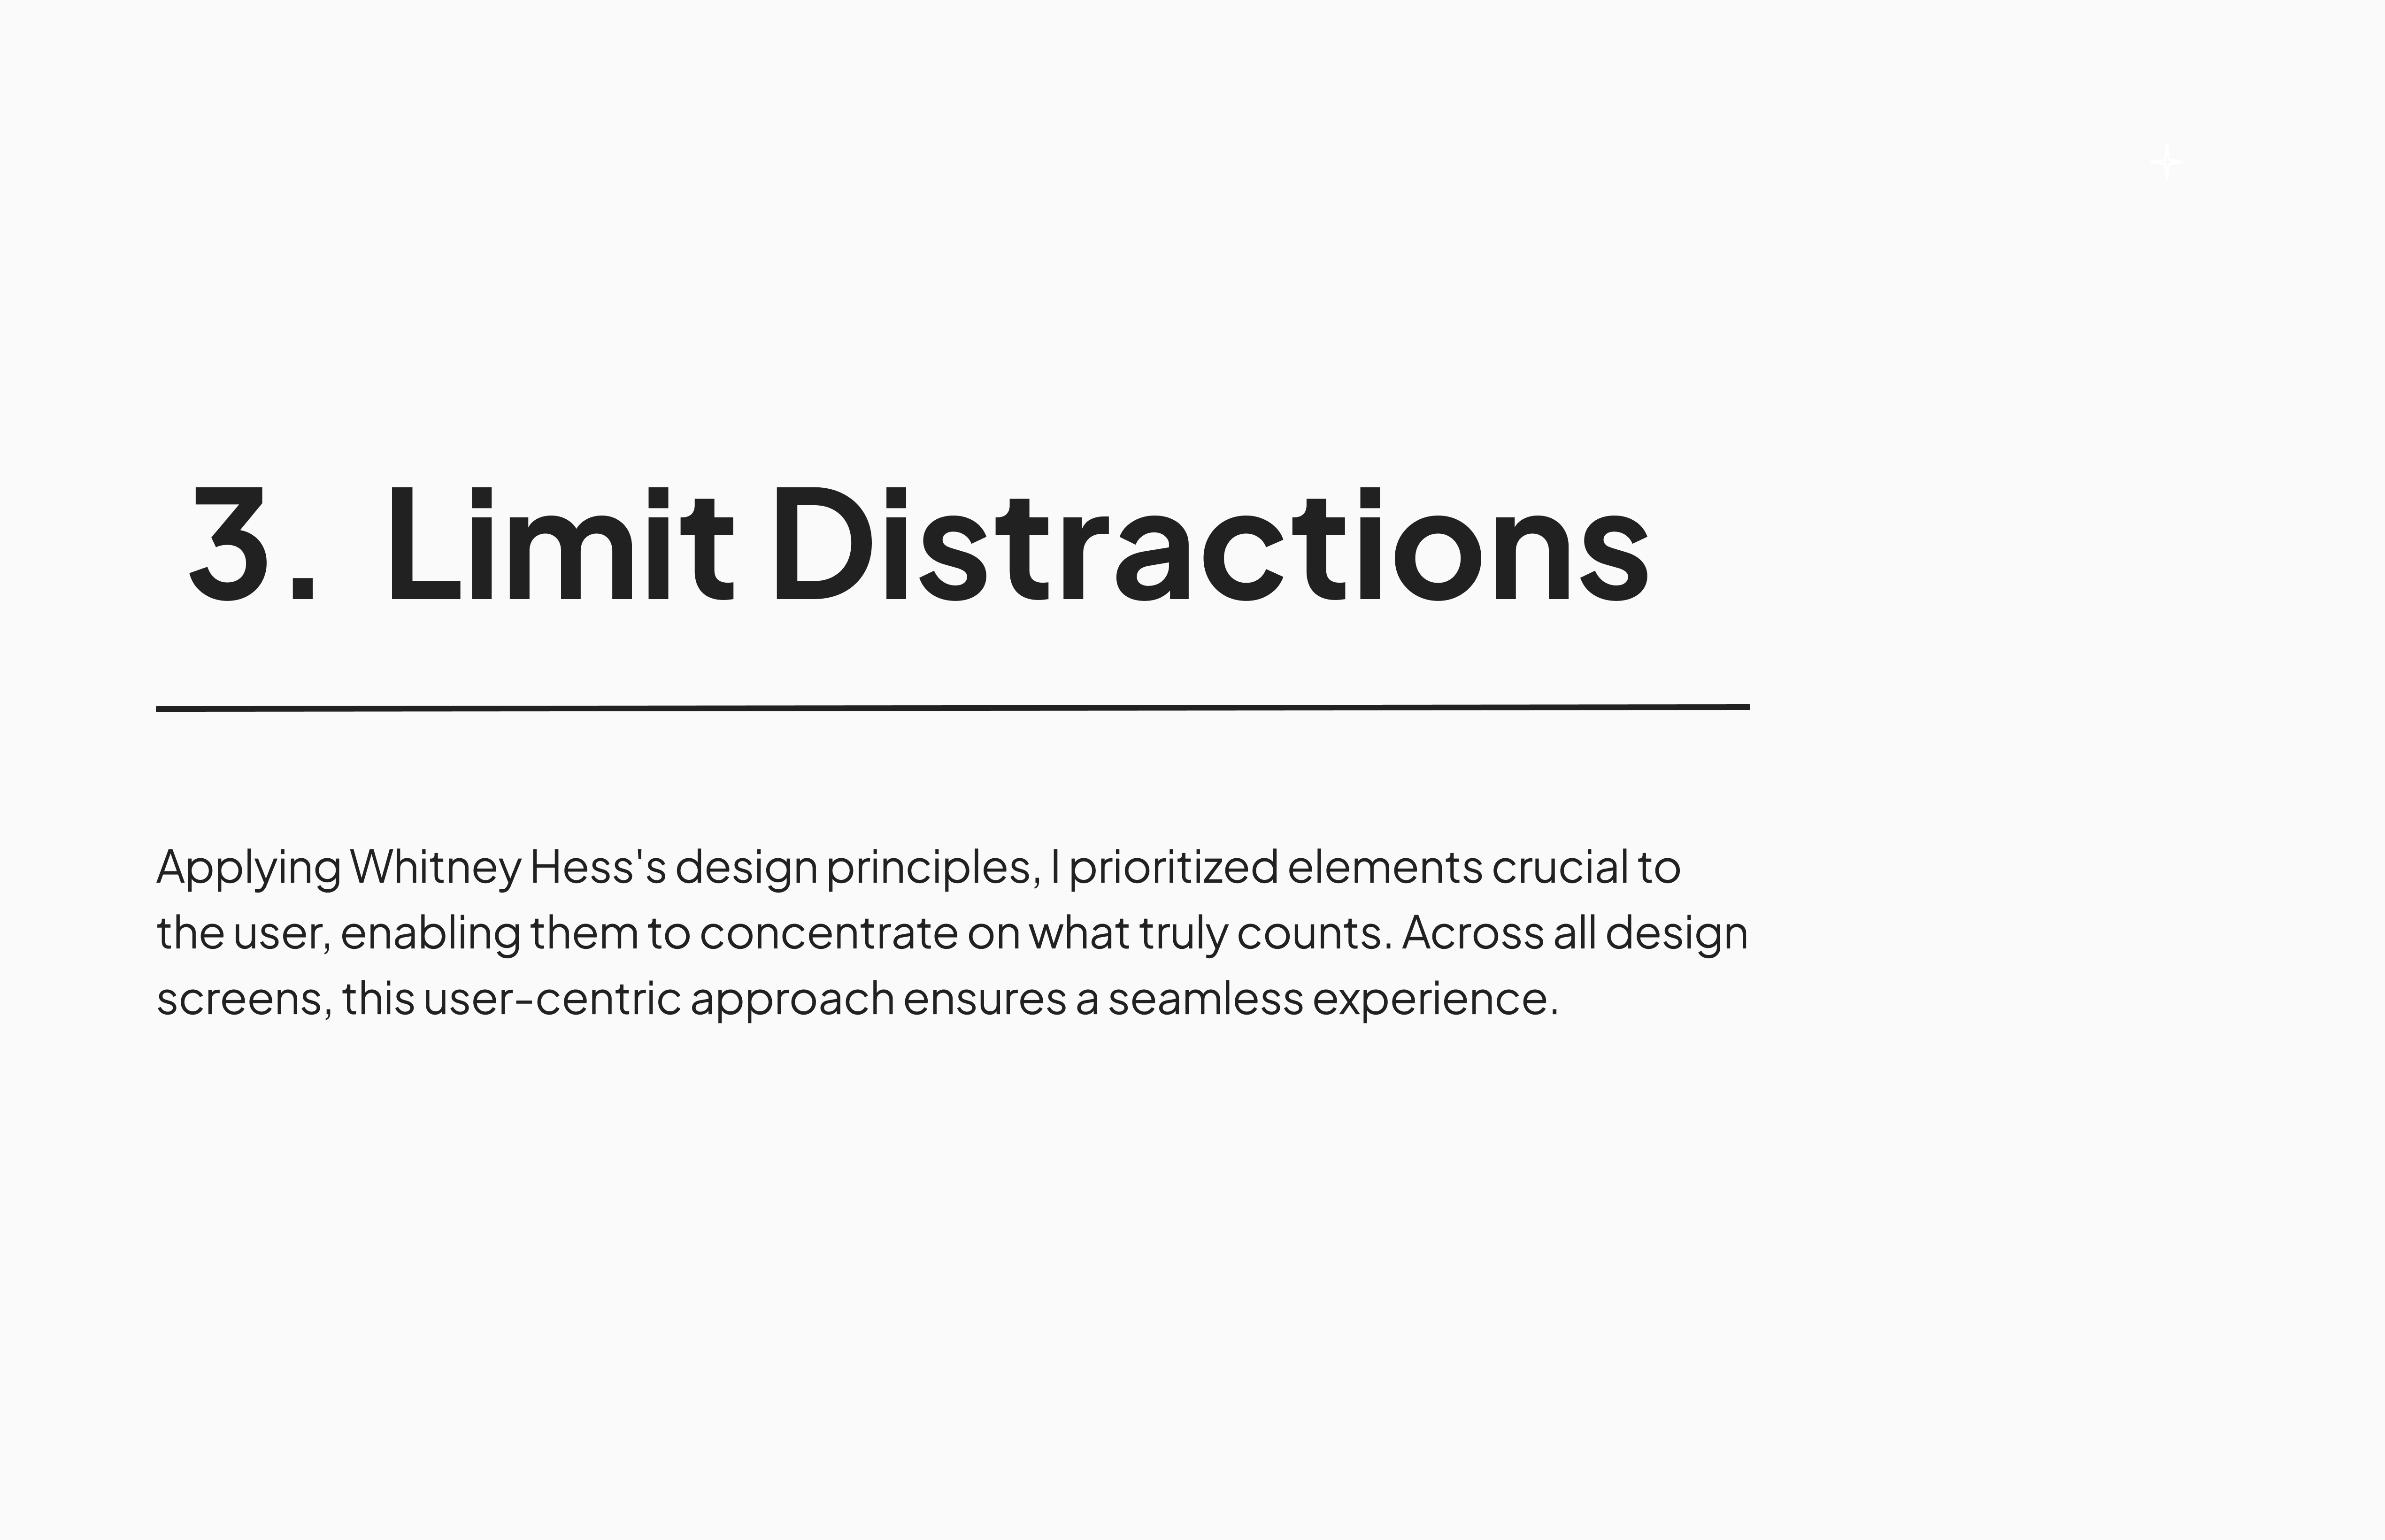 3. Limit Distractions
Applying Whitney Hess's design principles, I prioritized elements crucial to
the user, enabling them to concentrate on what truly counts. Across all design
screens, this user-centric approach ensures a seamless experience.